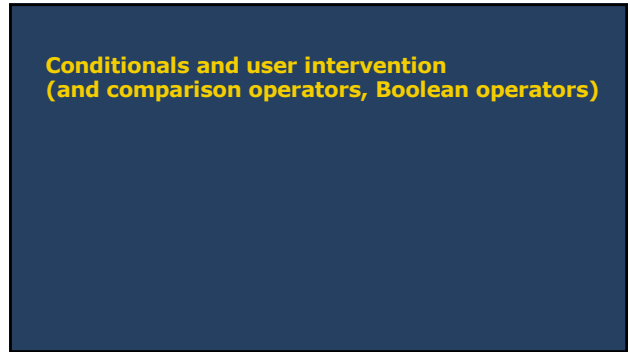 Conditionals and user intervention
(and comparison operators, Boolean operators)